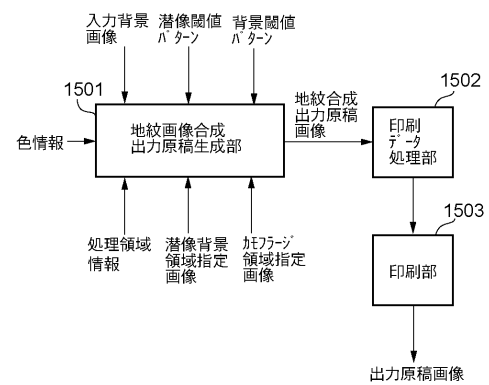 入力背景
画像
潜像閾値
ﾊﾟﾀｰﾝ
背景閾値
ﾊﾟﾀｰﾝ
1501
色情報
地紋画像合成
出力原稿生成部
地紋合成
出力原稿
画像
1502
印刷
ﾃﾞｰﾀ
処理部
処理領域
情報
潜像背景
領域指定
画像
ｶﾓﾌﾗｰｼﾞ
領域指定
画像
1503
印刷部
出力原稿画像